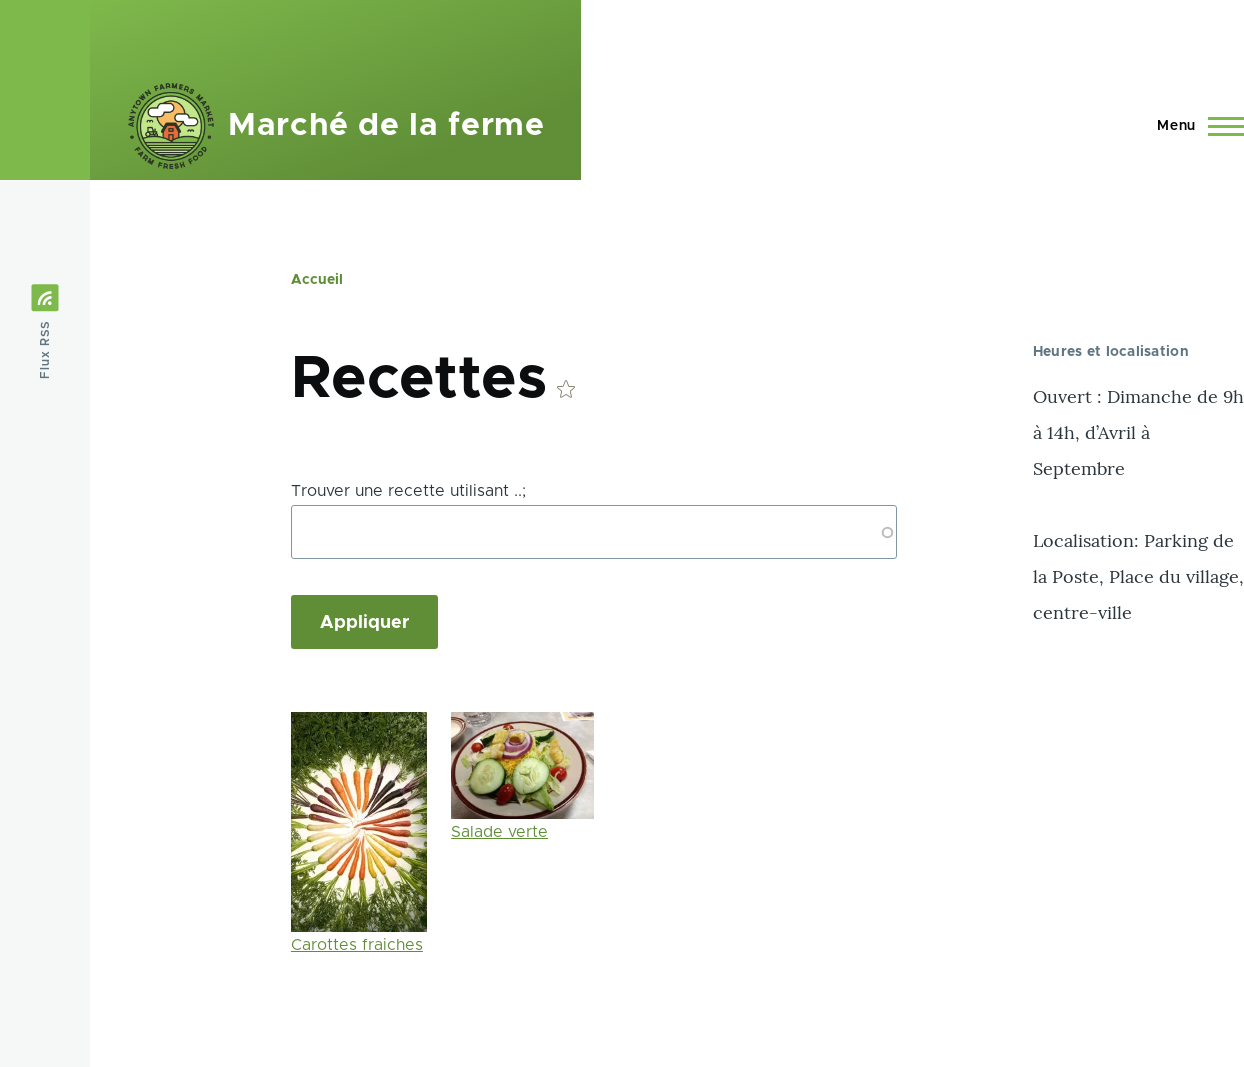 ANYTOWN FARMERS MARKET
FARM FRESH FOOD
Marché de la ferme
Menu
Flux RSS
Accueil
Recettes
Trouver une recette utilisant ..;
Appliquer
Carottes fraiches
Salade verte
Heures et localisation
Ouvert : Dimanche de 9h
à 14h, d’Avril à
Septembre
Localisation: Parking de
la Poste, Place du village,
centre-ville